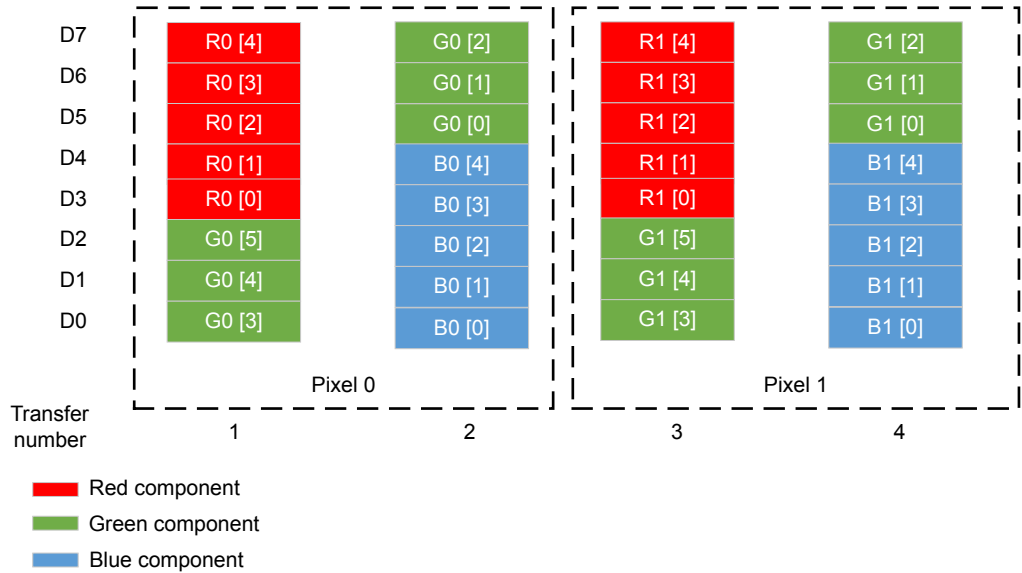 D7 R0 [4] G0 [2] R1 [4] G1 [2]
D6 R0 [3] G0 [1] R1 [3] G1 [1]
D5 R0 [2] G0 [0] R1 [2] G1 [0]
D4 R0 [1] B0 [4] R1 [1] B1 [4]
D3 R0 [0] B0 [3] R1 [0] B1 [3]
D2 G0 [5] B0 [2] G1 [5] B1 [2]
D1 G0 [4] B0 [1] G1 [4] B1 [1]
D0 G0 [3] B0 [0] G1 [3] B1 [0]
Pixel 0 Pixel 1
Transfer
number 1 2 3 4
Red component
Green component
Blue component